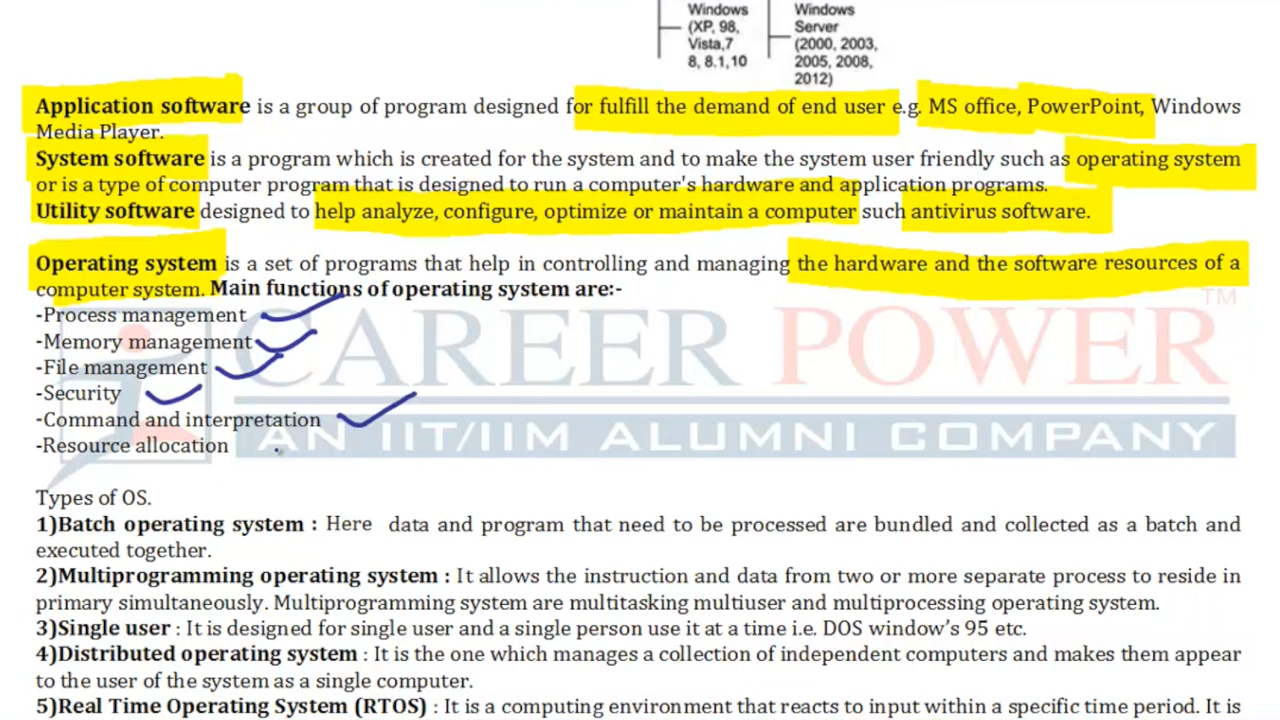 Windows
(XP, 98,
Vista,7
8, 8.1,10
Windows
Server
(2000, 2003,
2005, 2008,
2012)
Application software is a group of program designed for fulfill the demand of end user e.g. MS office, PowerPoint, Windows
Media Player.
System software is a program which is created for the system and to make the system user friendly such as operating system
or is a type of computer program that is designed to run a computer's hardware and application programs.
Utility software designed to help analyze, configure, optimize or maintain a computer such antivirus software.
Operating system is a set of programs that help in controlling and managing the hardware and the software resources of a
computer system. Main functions of operating system are:-
-Process management
-Memory management
-File management
-Security
-Command and interpretation
-Resource allocation
CAREER POWER TM
AN IIT/IIM ALUMNI COMPANY
Types of OS.
1)Batch operating system : Here data and program that need to be processed are bundled and collected as a batch and
executed together.
2)Multiprogramming operating system : It allows the instruction and data from two or more separate process to reside in
primary simultaneously. Multiprogramming system are multitasking multiuser and multiprocessing operating system.
3)Single user : It is designed for single user and a single person use it at a time i.e. DOS window's 95 etc.
4)Distributed operating system : It is the one which manages a collection of independent computers and makes them appear
to the user of the system as a single computer.
5)Real Time Operating System (RTOS) : It is a computing environment that reacts to input within a specific time period. It is